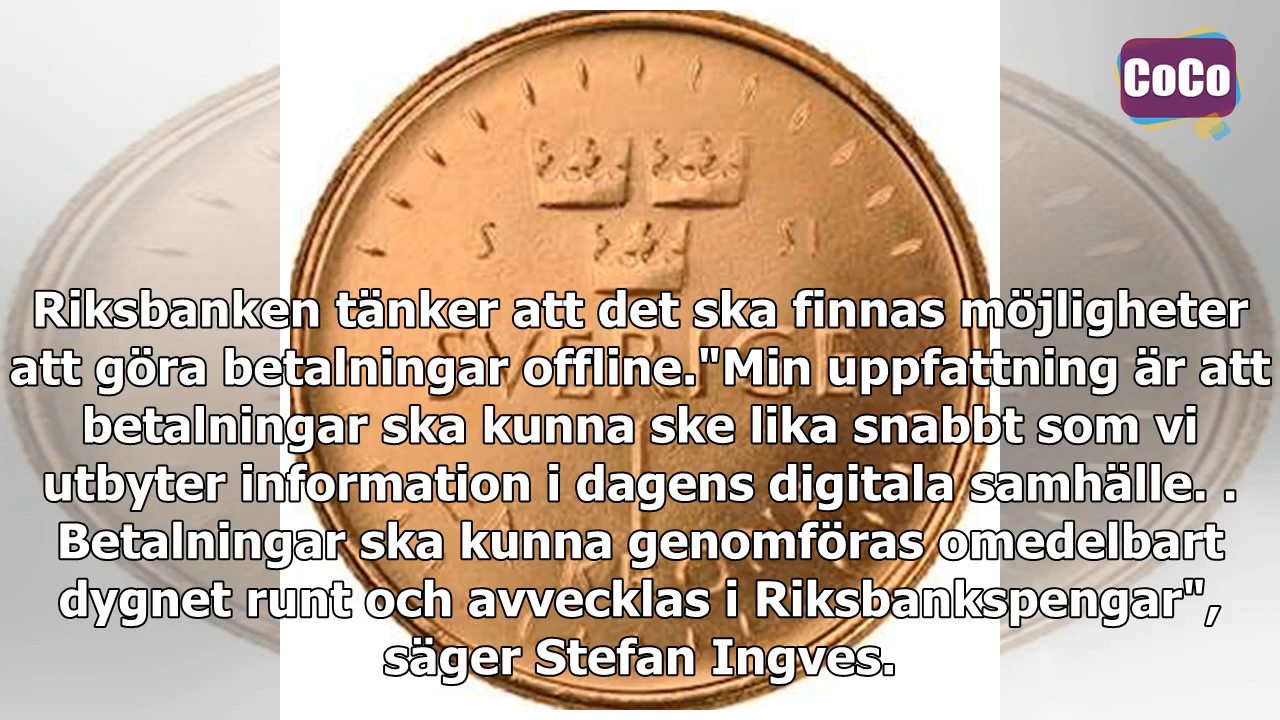 CoCo
S SI
SVERIGE
Riksbanken tänker att det ska finnas möjligheter
att göra betalningar offline."Min uppfattning är att
betalningar ska kunna ske lika snabbt som vi
utbyter information i dagens digitala samhälle. .
Betalningar ska kunna genomföras omedelbart
dygnet runt och avvecklas i Riksbankspengar",
säger Stefan Ingves.